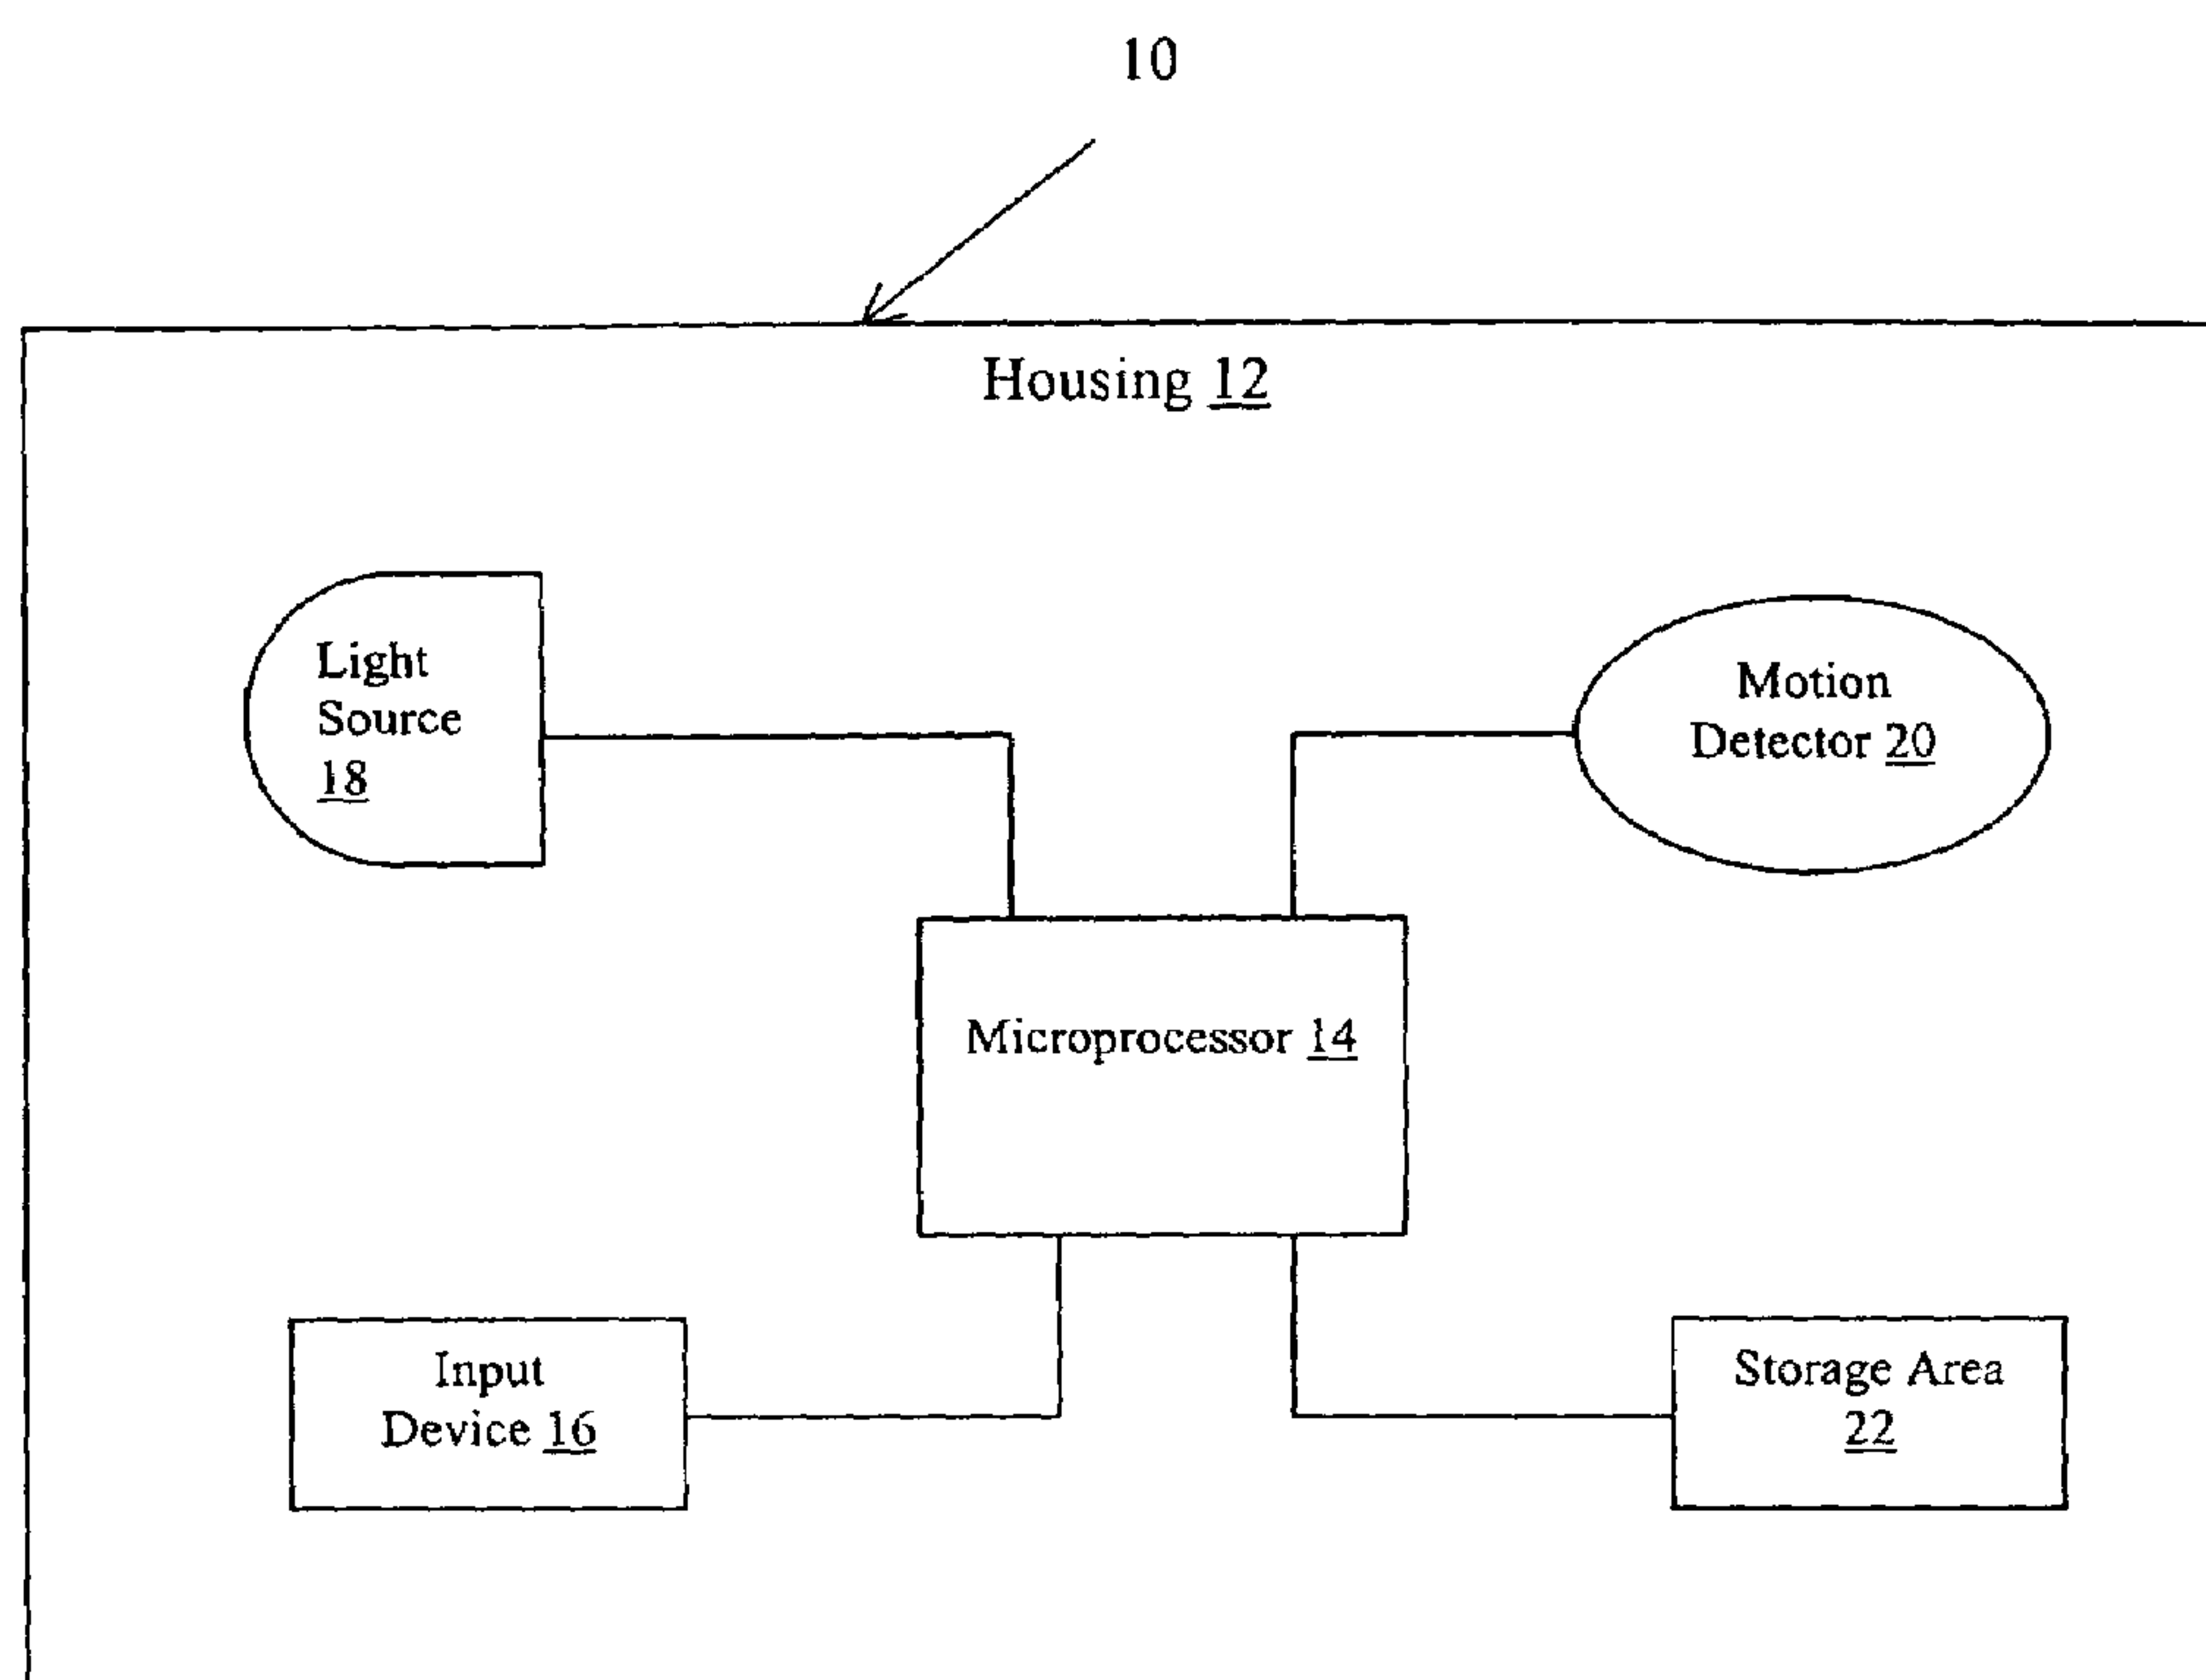 10
Housing 12
Light
Source
18
Motion
Detector 20
Microprocessor 14
Input
Device 16
Storage Area
22